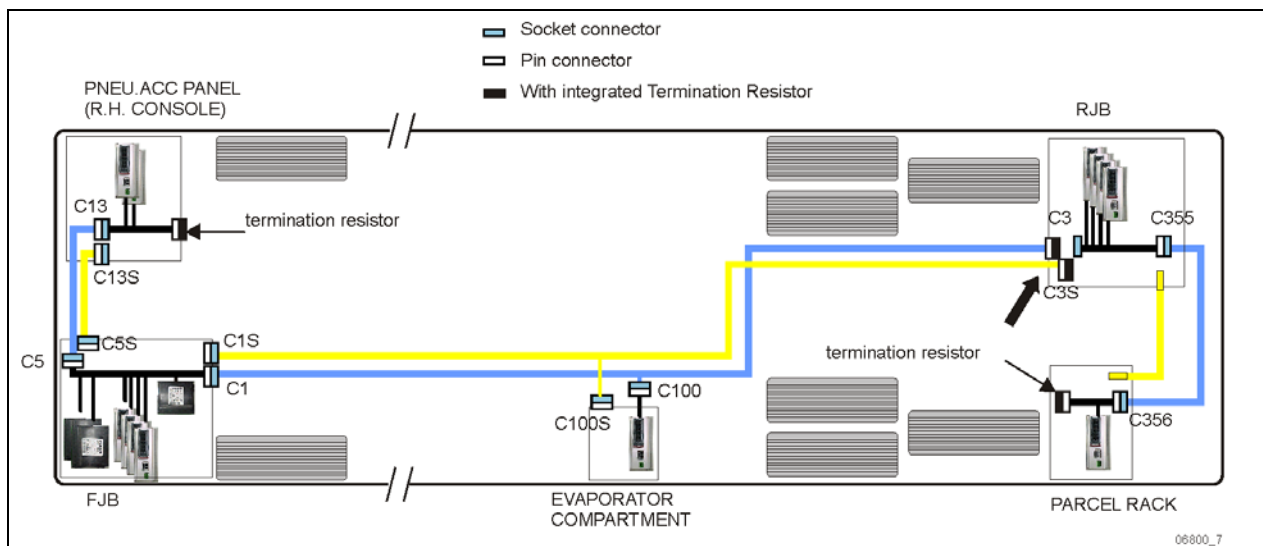 Socket connector
Pin connector
With integrated Termination Resistor
PNEU.ACC PANEL
(R.H. CONSOLE)
RJB
C13
termination resistor
C3
C355
C13S
C3S
C5
C5S
C1S
C1
termination resistor
C100
C100S
C356
FJB
EVAPORATOR
COMPARTMENT
PARCEL RACK
06800_7